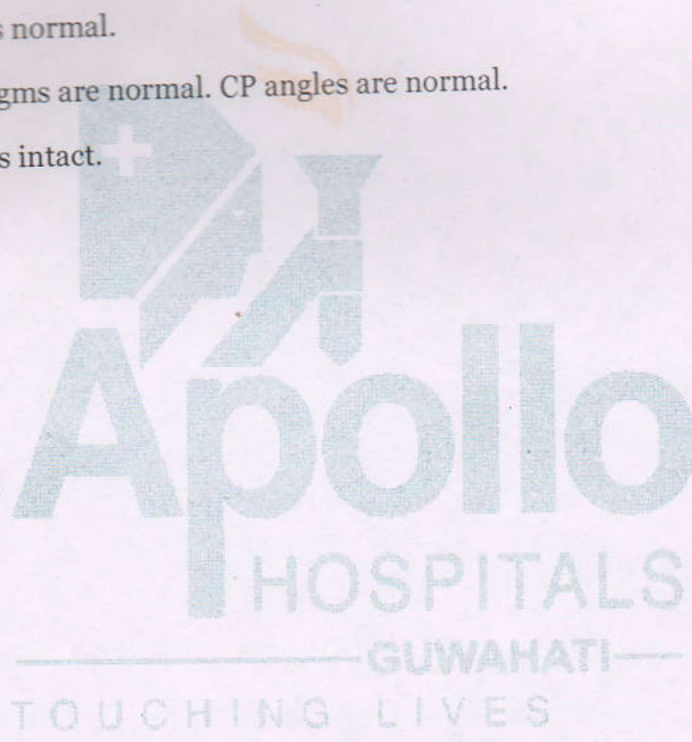 s normal.
gms are normal. CP angles are normal.
s intact.
Apollo
HOSPITALS
GUWAHATI
TOUCHING LIVES